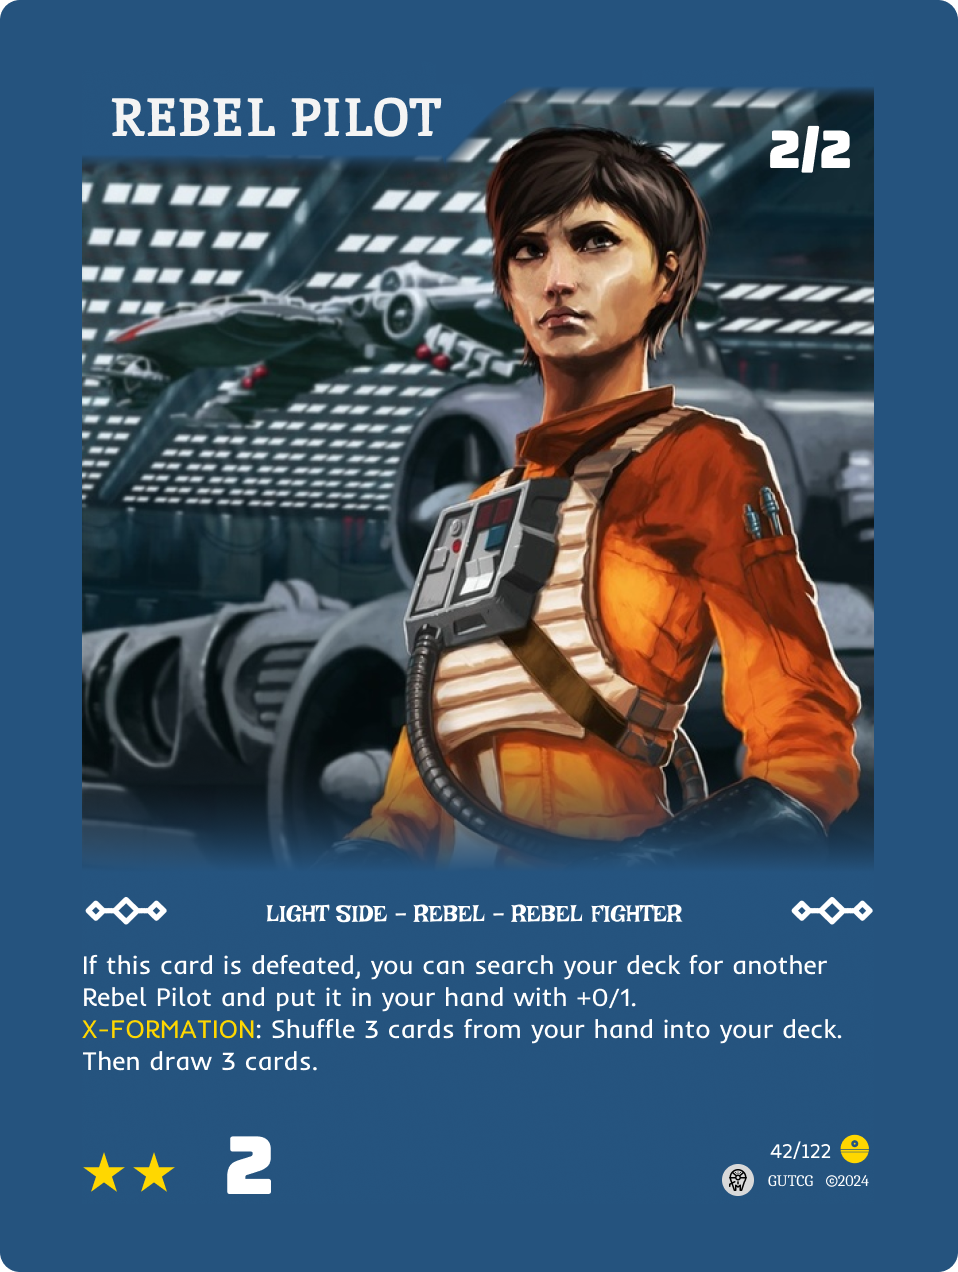 REBEL PILOT
2/2
LIGHT SIDE – REBEL – REBEL FIGHTER
If this card is defeated, you can search your deck for another
Rebel Pilot and put it in your hand with +0/1.
X-FORMATION: Shuffle 3 cards from your hand into your deck.
Then draw 3 cards.
2
42/122
GUTCG ©2024